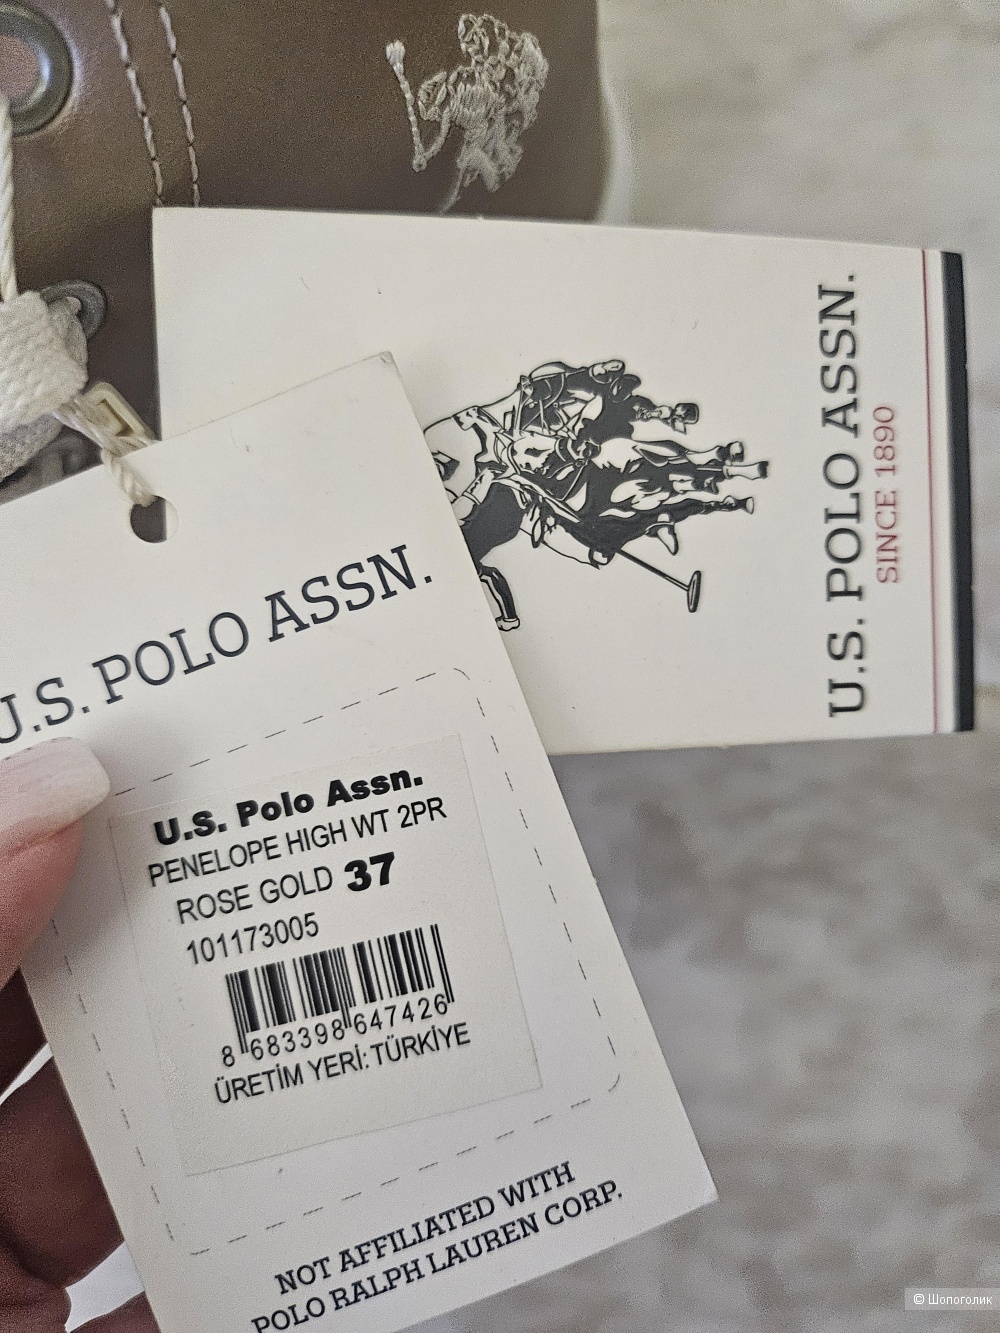 U.S. POLO ASSN.
SINCE 1890
U.S. POLO ASSN.
U.S. Polo Assn.
PENELOPE HIGH WT 2PR
ROSE GOLD 37
101173005
8 683398 647426
ÜRETİM YERİ: TÜRKİYE
NOT AFFILIATED WITH
POLO RALPH LAUREN CORP.
© Шопоголик